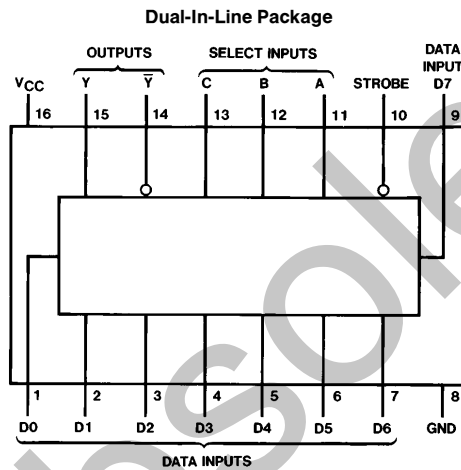 Dual-In-Line Package
OUTPUTS SELECT INPUTS DATA INPUT
VCC Y Y̅ C B A STROBE D7
16 15 14 13 12 11 10 9
1 2 3 4 5 6 7 8
D0 D1 D2 D3 D4 D5 D6 GND
DATA INPUTS